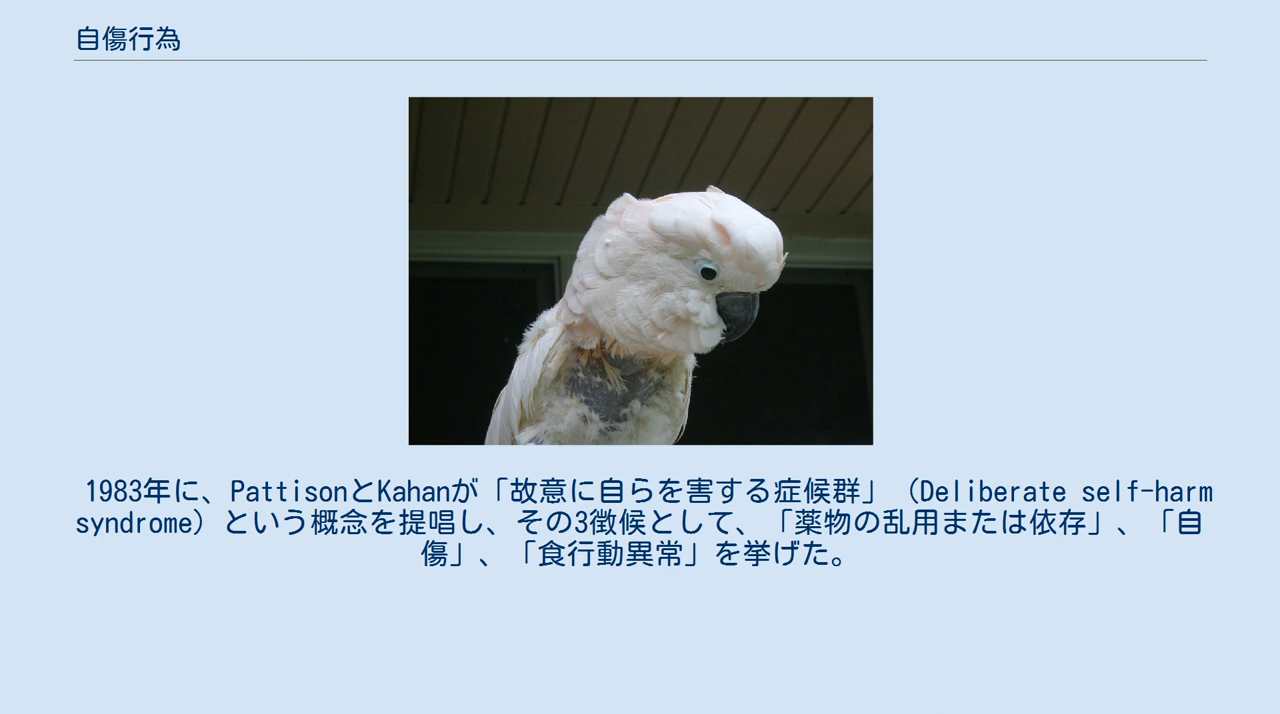 自傷行為
1983年に、PattisonとKahanが「故意に自らを害する症候群」（Deliberate self-harm
syndrome）という概念を提唱し、その3徴候として、「薬物の乱用または依存」、「自
傷」、「食行動異常」を挙げた。